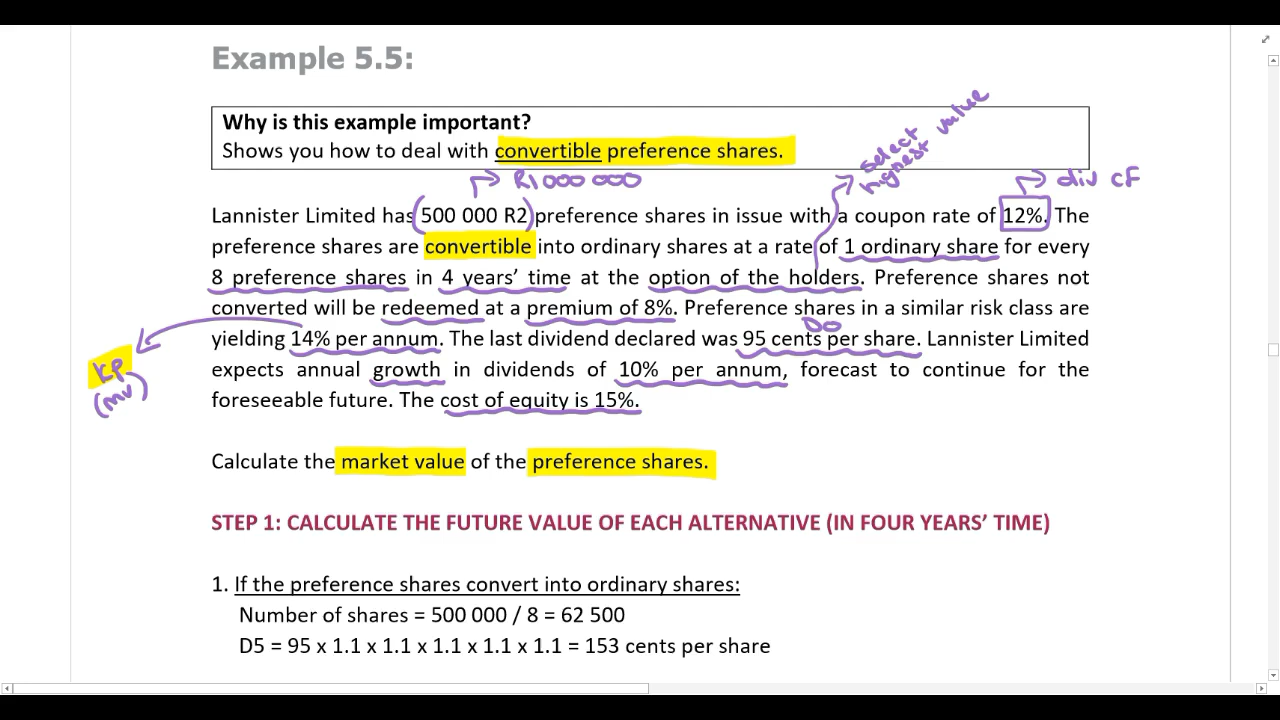 Example 5.5:
Why is this example important?
Shows you how to deal with convertible preference shares.
select
highest value
R1 000 000
div CF
Lannister Limited has 500 000 R2 preference shares in issue with a coupon rate of 12%. The
preference shares are convertible into ordinary shares at a rate of 1 ordinary share for every
8 preference shares in 4 years’ time at the option of the holders. Preference shares not
converted will be redeemed at a premium of 8%. Preference shares in a similar risk class are
D0
yielding 14% per annum. The last dividend declared was 95 cents per share. Lannister Limited
KP
(mv)
expects annual growth in dividends of 10% per annum, forecast to continue for the
foreseeable future. The cost of equity is 15%.
Calculate the market value of the preference shares.
STEP 1: CALCULATE THE FUTURE VALUE OF EACH ALTERNATIVE (IN FOUR YEARS’ TIME)
1. If the preference shares convert into ordinary shares:
Number of shares = 500 000 / 8 = 62 500
D5 = 95 x 1.1 x 1.1 x 1.1 x 1.1 x 1.1 = 153 cents per share